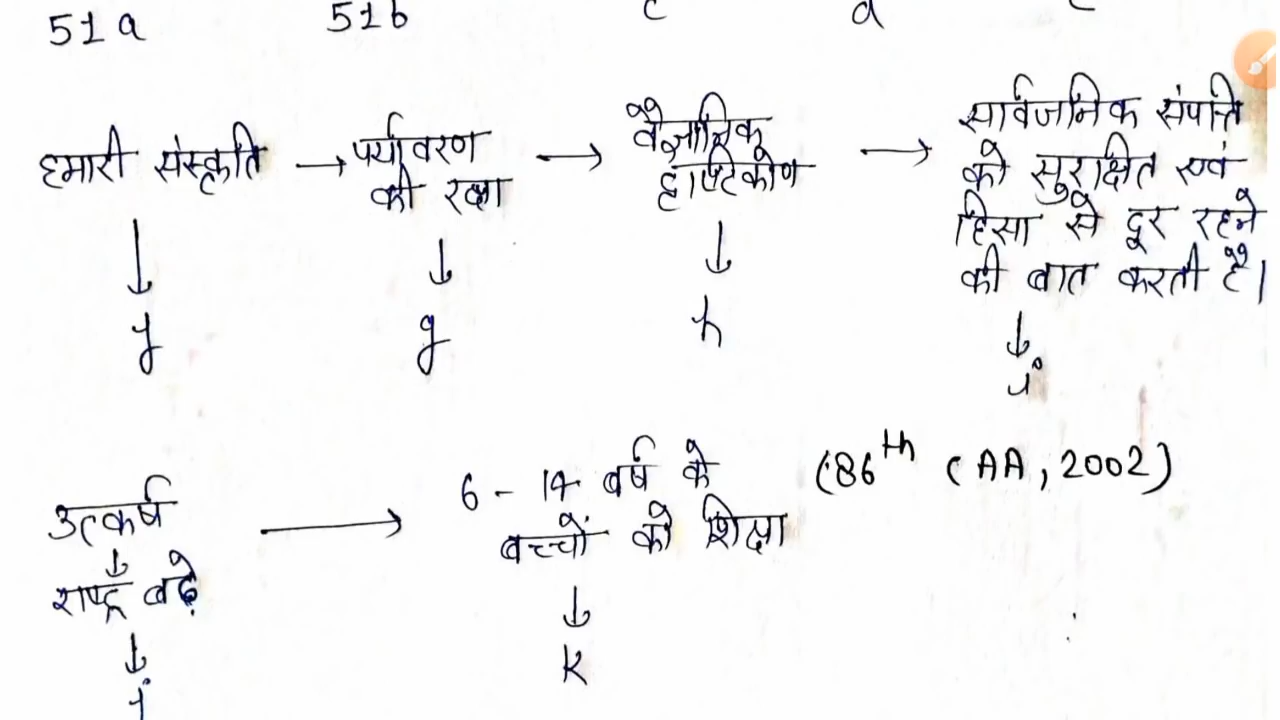 51a 51b c d
हमारी संस्कृति → पर्यावरण की रक्षा → वैज्ञानिक दृष्टिकोण → सार्वजनिक संपत्ति
को सुरक्षित एवं
हिंसा से दूर रहने
की बात करती है।
↓ ↓ ↓ ↓
f g h i
उत्कर्ष → 6 - 14 वर्ष के (86th CAA, 2002)
बच्चों को शिक्षा
↓
राष्ट्र बढ़े
↓ ↓
j k